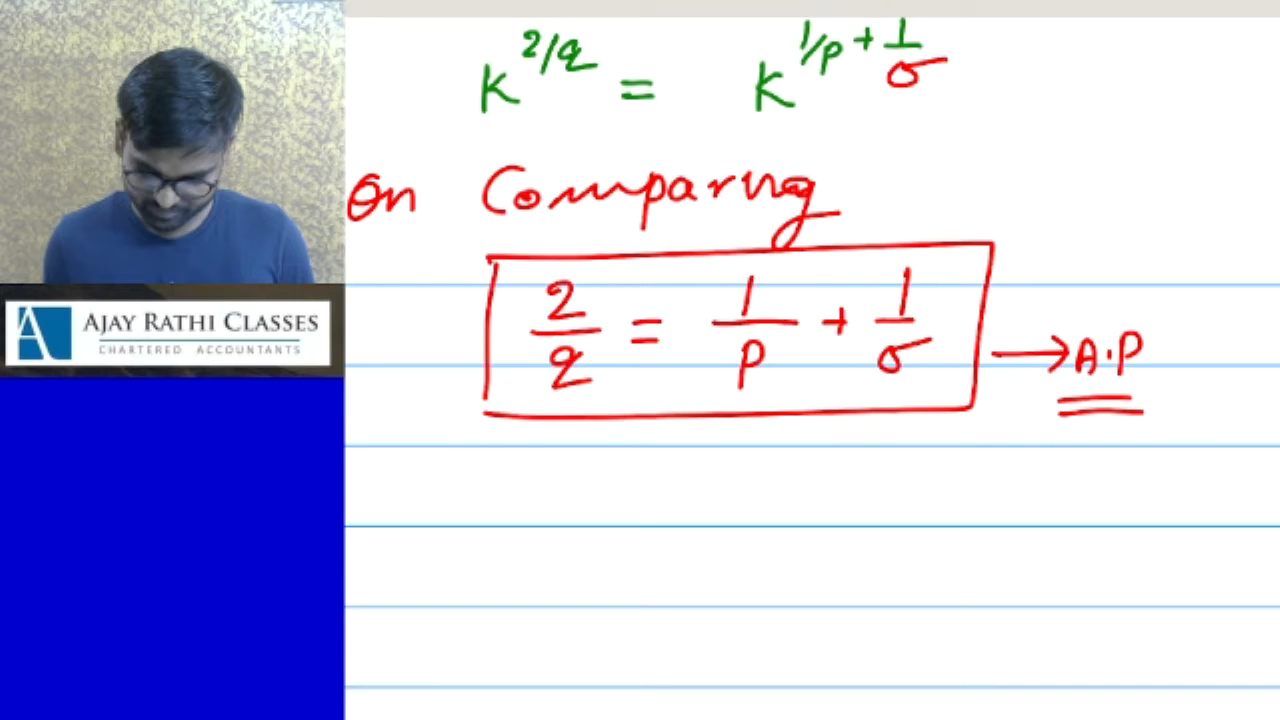 k^{2/q} = k^{1/p + 1/σ}
On Comparing
2/q = 1/p + 1/σ → A.P
AJAY RATHI CLASSES
CHARTERED ACCOUNTANTS